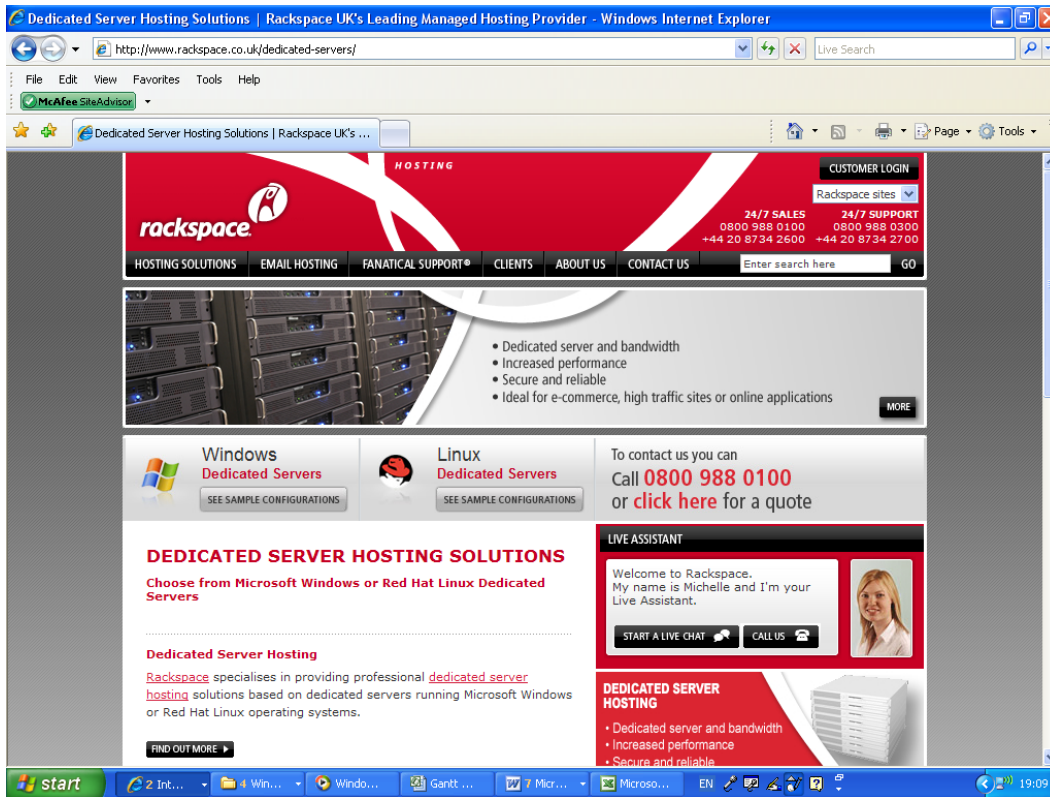 Dedicated Server Hosting Solutions | Rackspace UK's Leading Managed Hosting Provider - Windows Internet Explorer
http://www.rackspace.co.uk/dedicated-servers/
Live Search
File Edit View Favorites Tools Help
McAfee SiteAdvisor
Dedicated Server Hosting Solutions | Rackspace UK's ...
Page Tools
HOSTING
CUSTOMER LOGIN
Rackspace sites
rackspace
24/7 SALES 24/7 SUPPORT
0800 988 0100 0800 988 0300
+44 20 8734 2600 +44 20 8734 2700
HOSTING SOLUTIONS EMAIL HOSTING FANATICAL SUPPORT® CLIENTS ABOUT US CONTACT US Enter search here GO
• Dedicated server and bandwidth
• Increased performance
• Secure and reliable
• Ideal for e-commerce, high traffic sites or online applications
MORE
Windows
Dedicated Servers
SEE SAMPLE CONFIGURATIONS
Linux
Dedicated Servers
SEE SAMPLE CONFIGURATIONS
To contact us you can
Call 0800 988 0100
or click here for a quote
DEDICATED SERVER HOSTING SOLUTIONS
Choose from Microsoft Windows or Red Hat Linux Dedicated
Servers
Dedicated Server Hosting
Rackspace specialises in providing professional dedicated server
hosting solutions based on dedicated servers running Microsoft Windows
or Red Hat Linux operating systems.
FIND OUT MORE
LIVE ASSISTANT
Welcome to Rackspace.
My name is Michelle and I'm your
Live Assistant.
START A LIVE CHAT CALL US
DEDICATED SERVER
HOSTING
• Dedicated server and bandwidth
• Increased performance
• Secure and reliable
start 2 Int... 4 Win... Windo... Gantt ... 7 Micr... Microso... EN 19:09